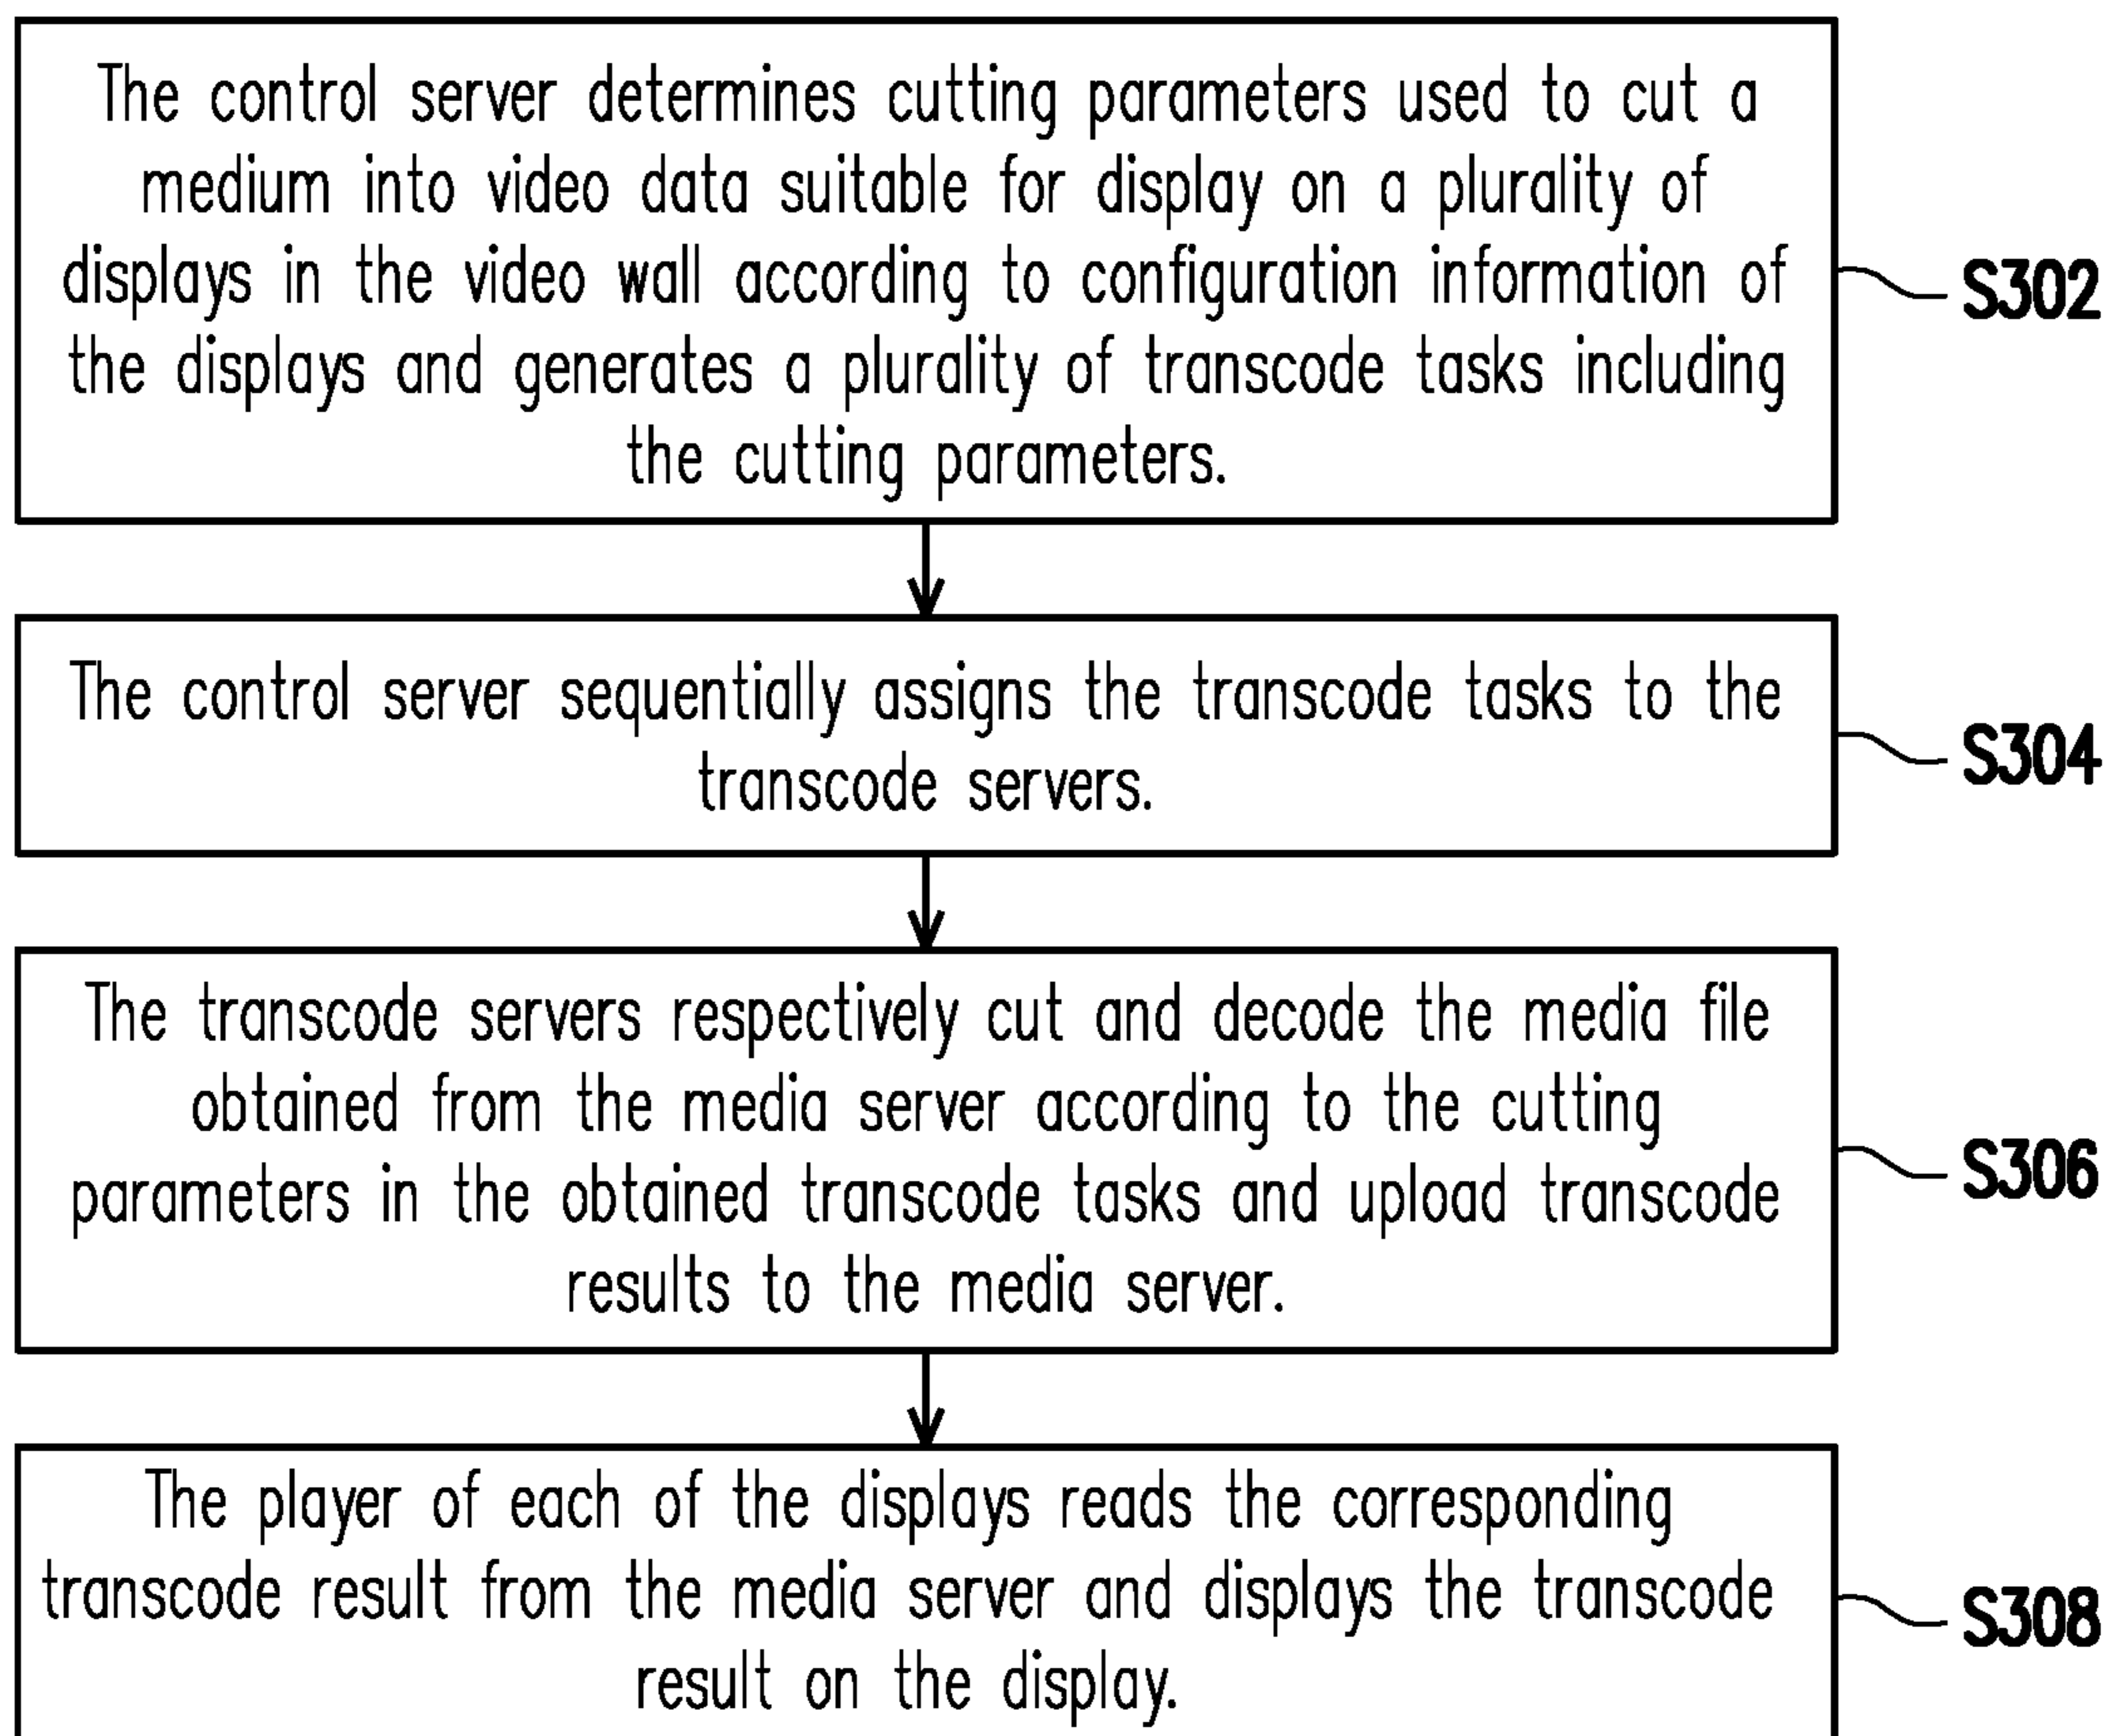 The control server determines cutting parameters used to cut a
medium into video data suitable for display on a plurality of
displays in the video wall according to configuration information of
the displays and generates a plurality of transcode tasks including
the cutting parameters.
S302
The control server sequentially assigns the transcode tasks to the
transcode servers.
S304
The transcode servers respectively cut and decode the media file
obtained from the media server according to the cutting
parameters in the obtained transcode tasks and upload transcode
results to the media server.
S306
The player of each of the displays reads the corresponding
transcode result from the media server and displays the transcode
result on the display.
S308